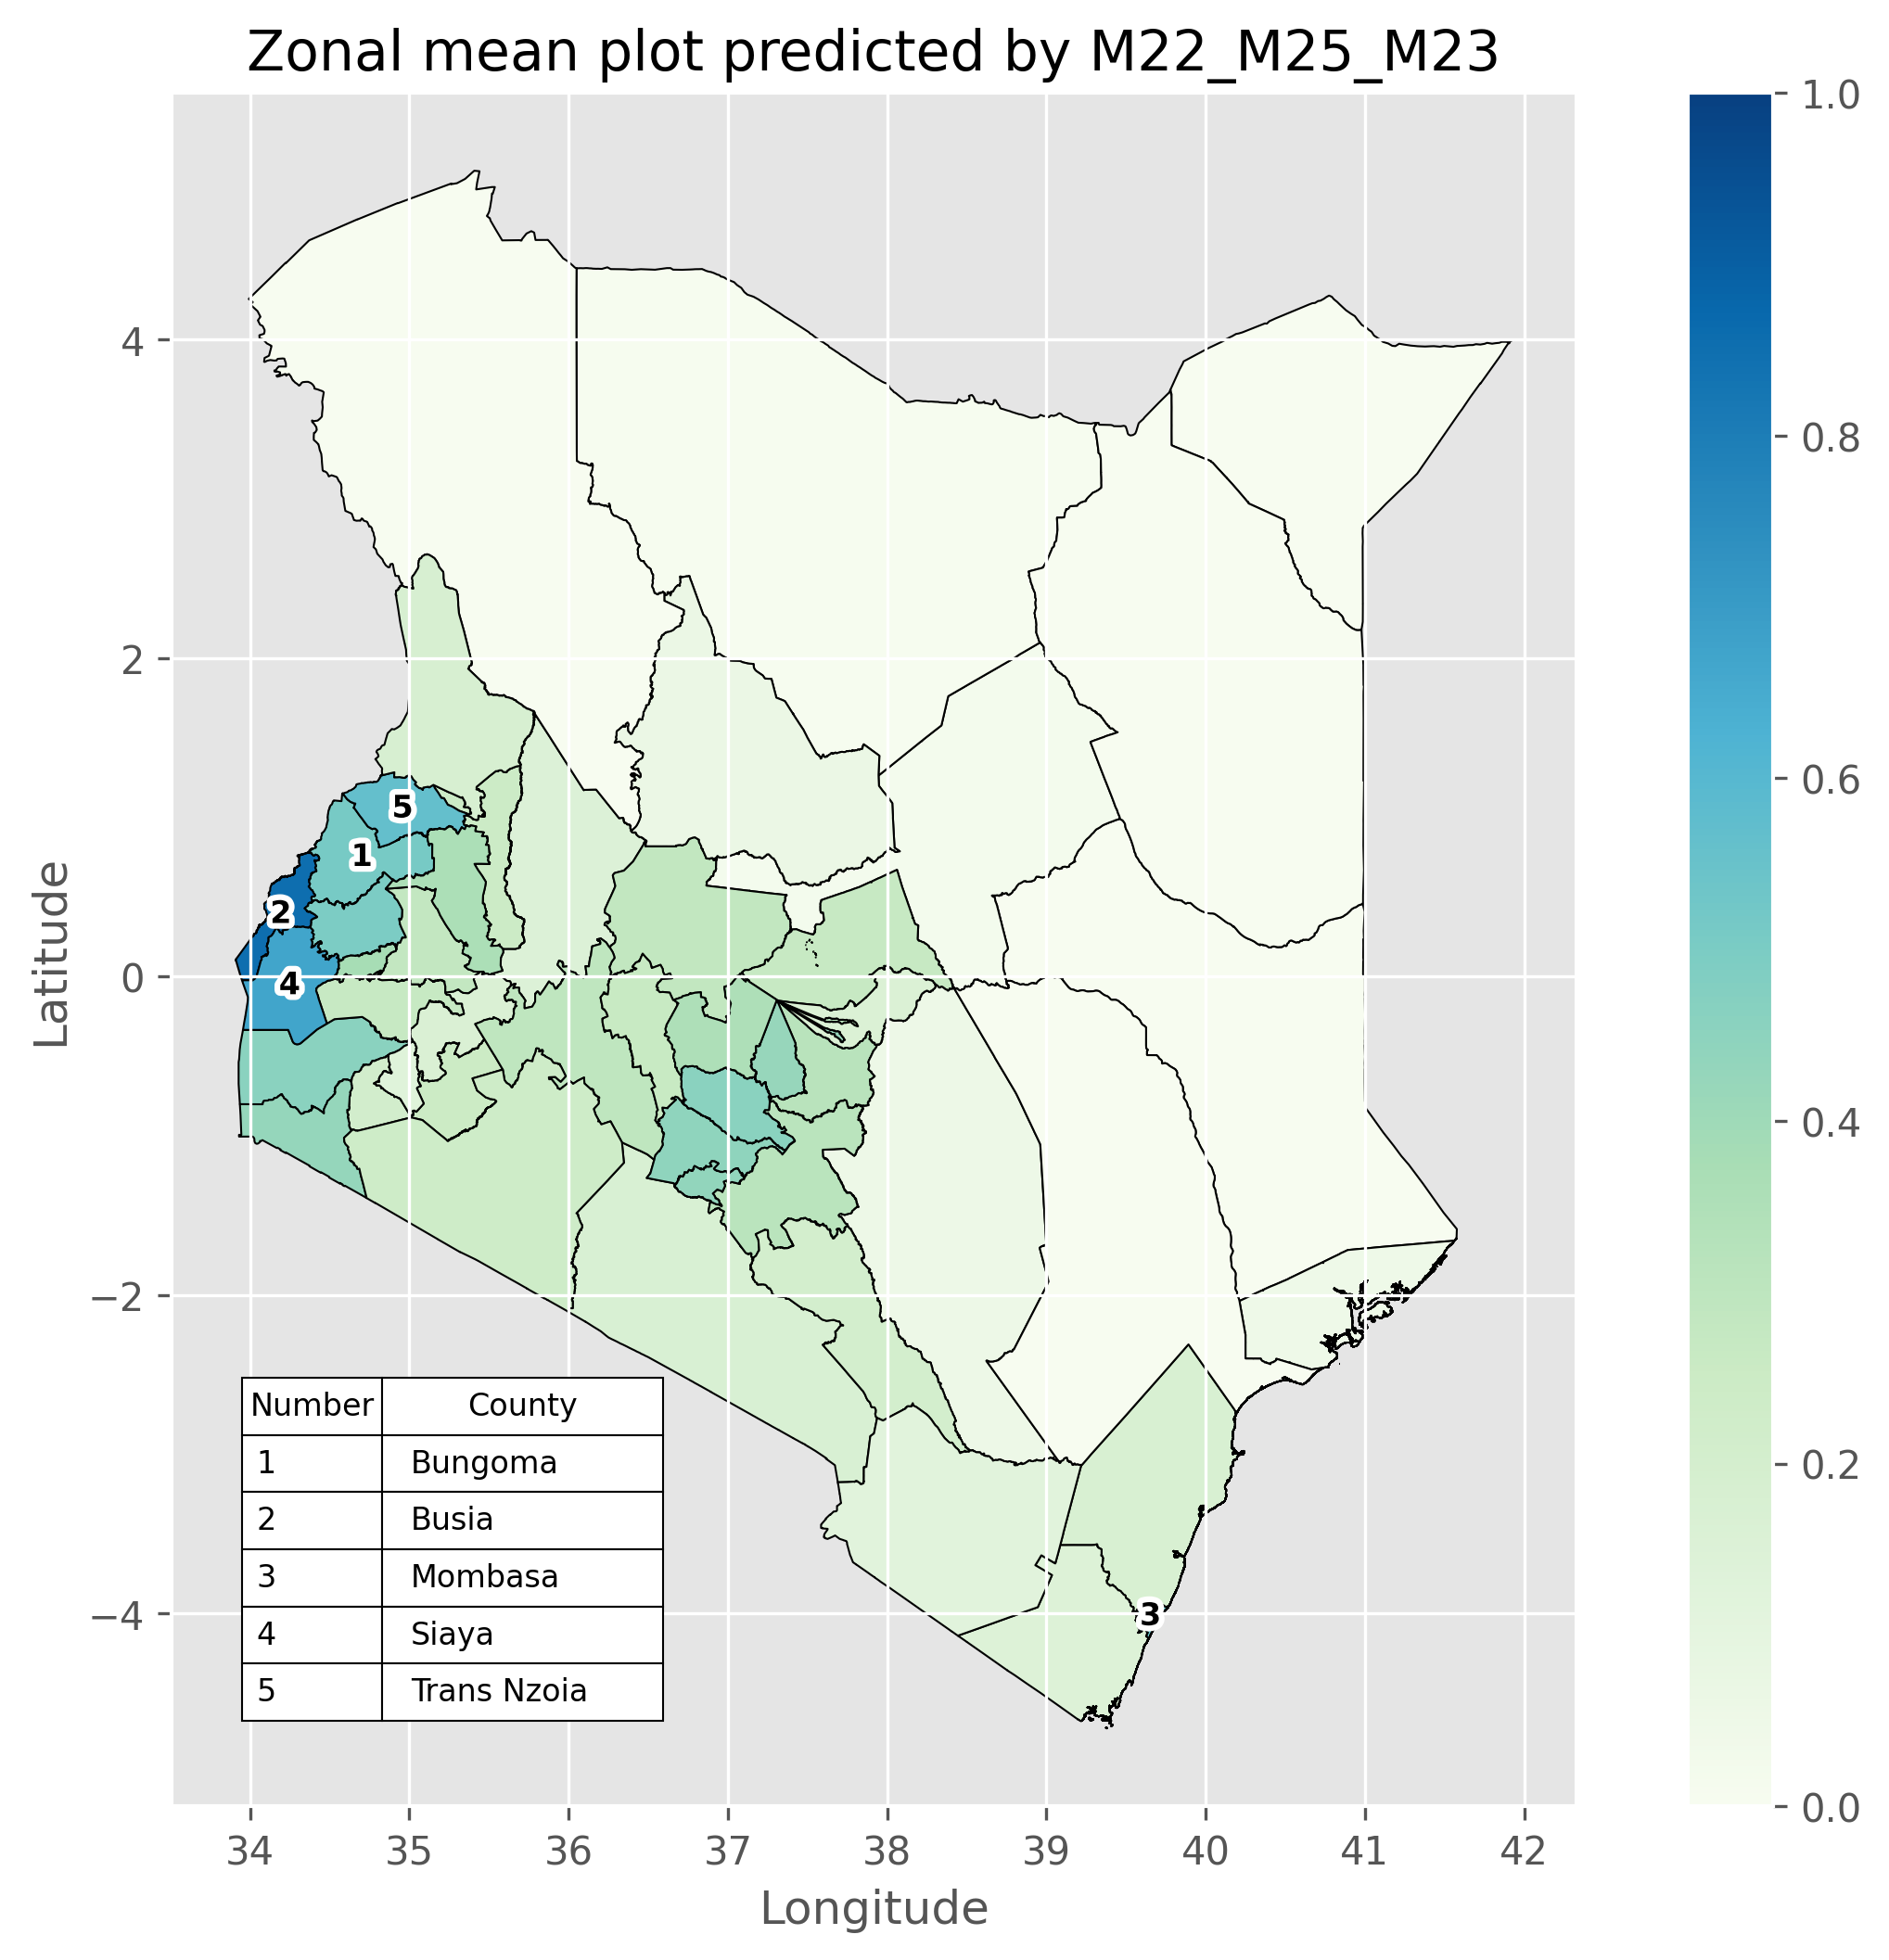 Zonal mean plot predicted by M22_M25_M23
1.0
0.8
0.6
0.4
0.2
0.0
4
2
0
−2
−4
Latitude
5
1
2
4
3
Number County
1 Bungoma
2 Busia
3 Mombasa
4 Siaya
5 Trans Nzoia
34 35 36 37 38 39 40 41 42
Longitude